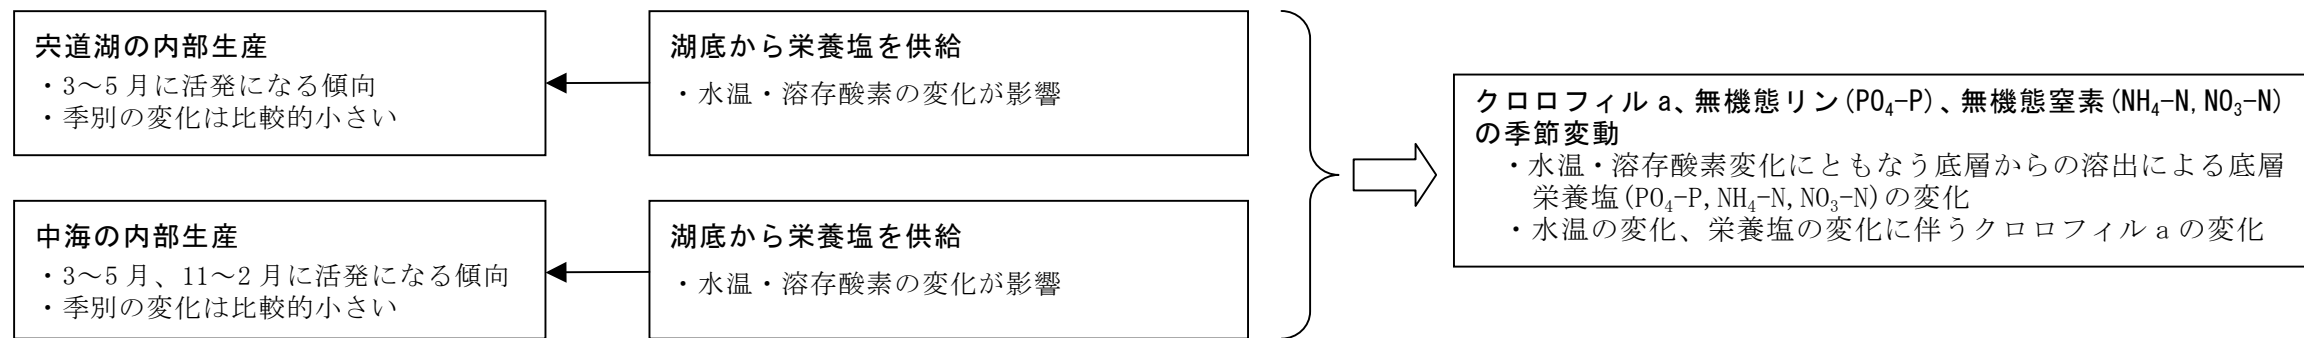 宍道湖の内部生産
・3～5月に活発になる傾向
・季別の変化は比較的小さい
湖底から栄養塩を供給
・水温・溶存酸素の変化が影響
中海の内部生産
・3～5月、11～2月に活発になる傾向
・季別の変化は比較的小さい
湖底から栄養塩を供給
・水温・溶存酸素の変化が影響
クロロフィルa、無機態リン(PO₄-P)、無機態窒素(NH₄-N,NO₃-N)
の季節変動
・水温・溶存酸素変化にともなう底層からの溶出による底層
栄養塩(PO₄-P,NH₄-N,NO₃-N)の変化
・水温の変化、栄養塩の変化に伴うクロロフィルaの変化